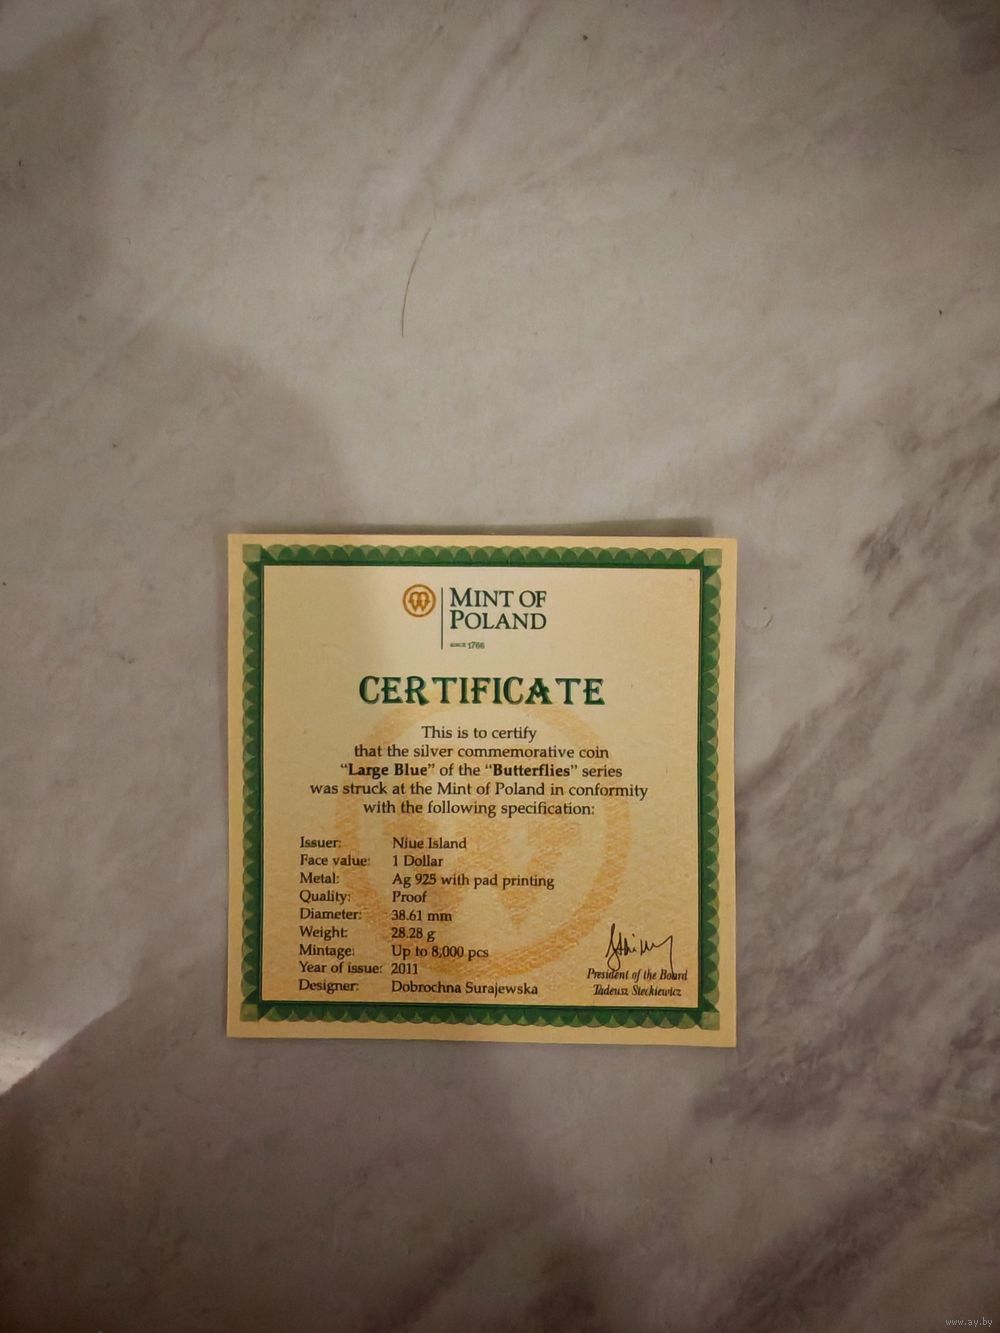 MINT OF
POLAND
SINCE 1766
CERTIFICATE
This is to certify
that the silver commemorative coin
“Large Blue” of the “Butterflies” series
was struck at the Mint of Poland in conformity
with the following specification:
Issuer: Niue Island
Face value: 1 Dollar
Metal: Ag 925 with pad printing
Quality: Proof
Diameter: 38.61 mm
Weight: 28.28 g
Mintage: Up to 8,000 pcs
Year of issue: 2011
Designer: Dobrochna Surajewska
President of the Board
Tadeusz Steckiewicz
www.ay.by